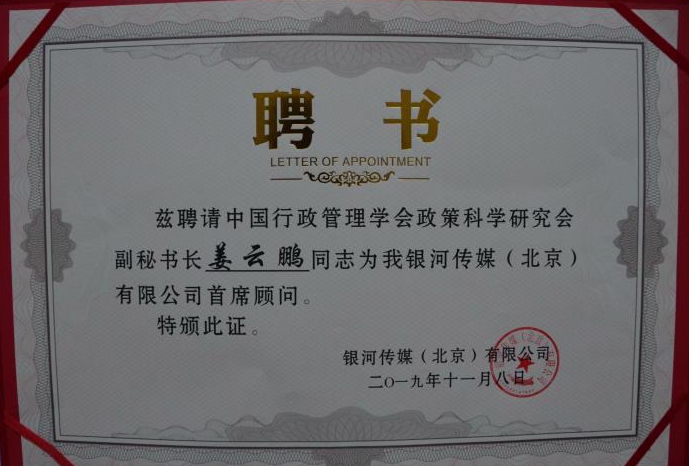 聘 书
LETTER OF APPOINTMENT
兹聘请中国行政管理学会政策科学研究会
副秘书长姜云鹏同志为我银河传媒（北京）
有限公司首席顾问。
特颁此证。
银河传媒（北京）有限公司
二〇一九年十一月八日